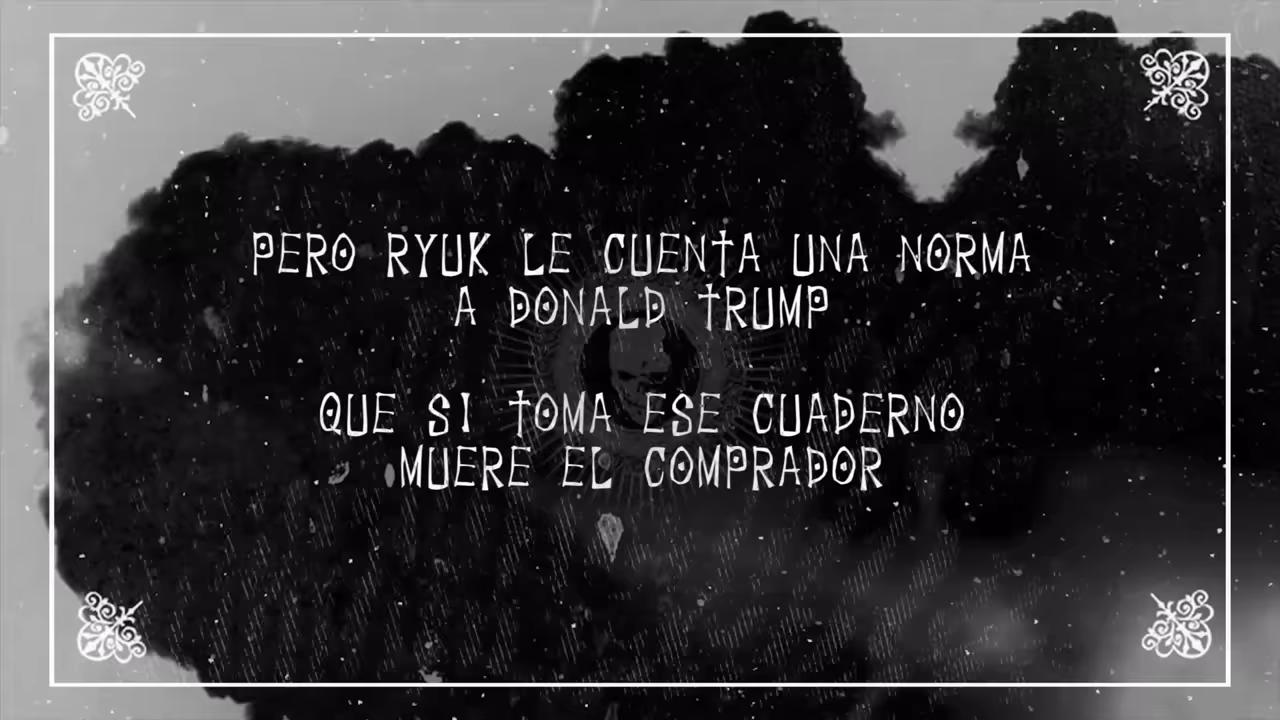 PERO RYUK LE CUENTA UNA NORMA
A DONALD TRUMP
QUE SI TOMA ESE CUADERNO
MUERE EL COMPRADOR